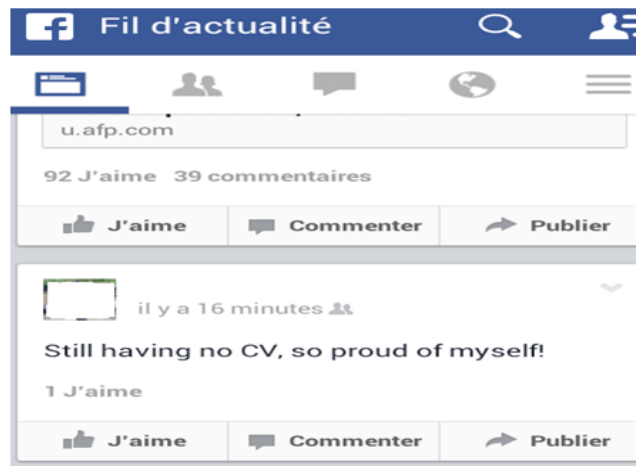 f Fil d'actualité
u.afp.com
92 J'aime 39 commentaires
J'aime Commenter Publier
il y a 16 minutes
Still having no CV, so proud of myself!
1 J'aime
J'aime Commenter Publier